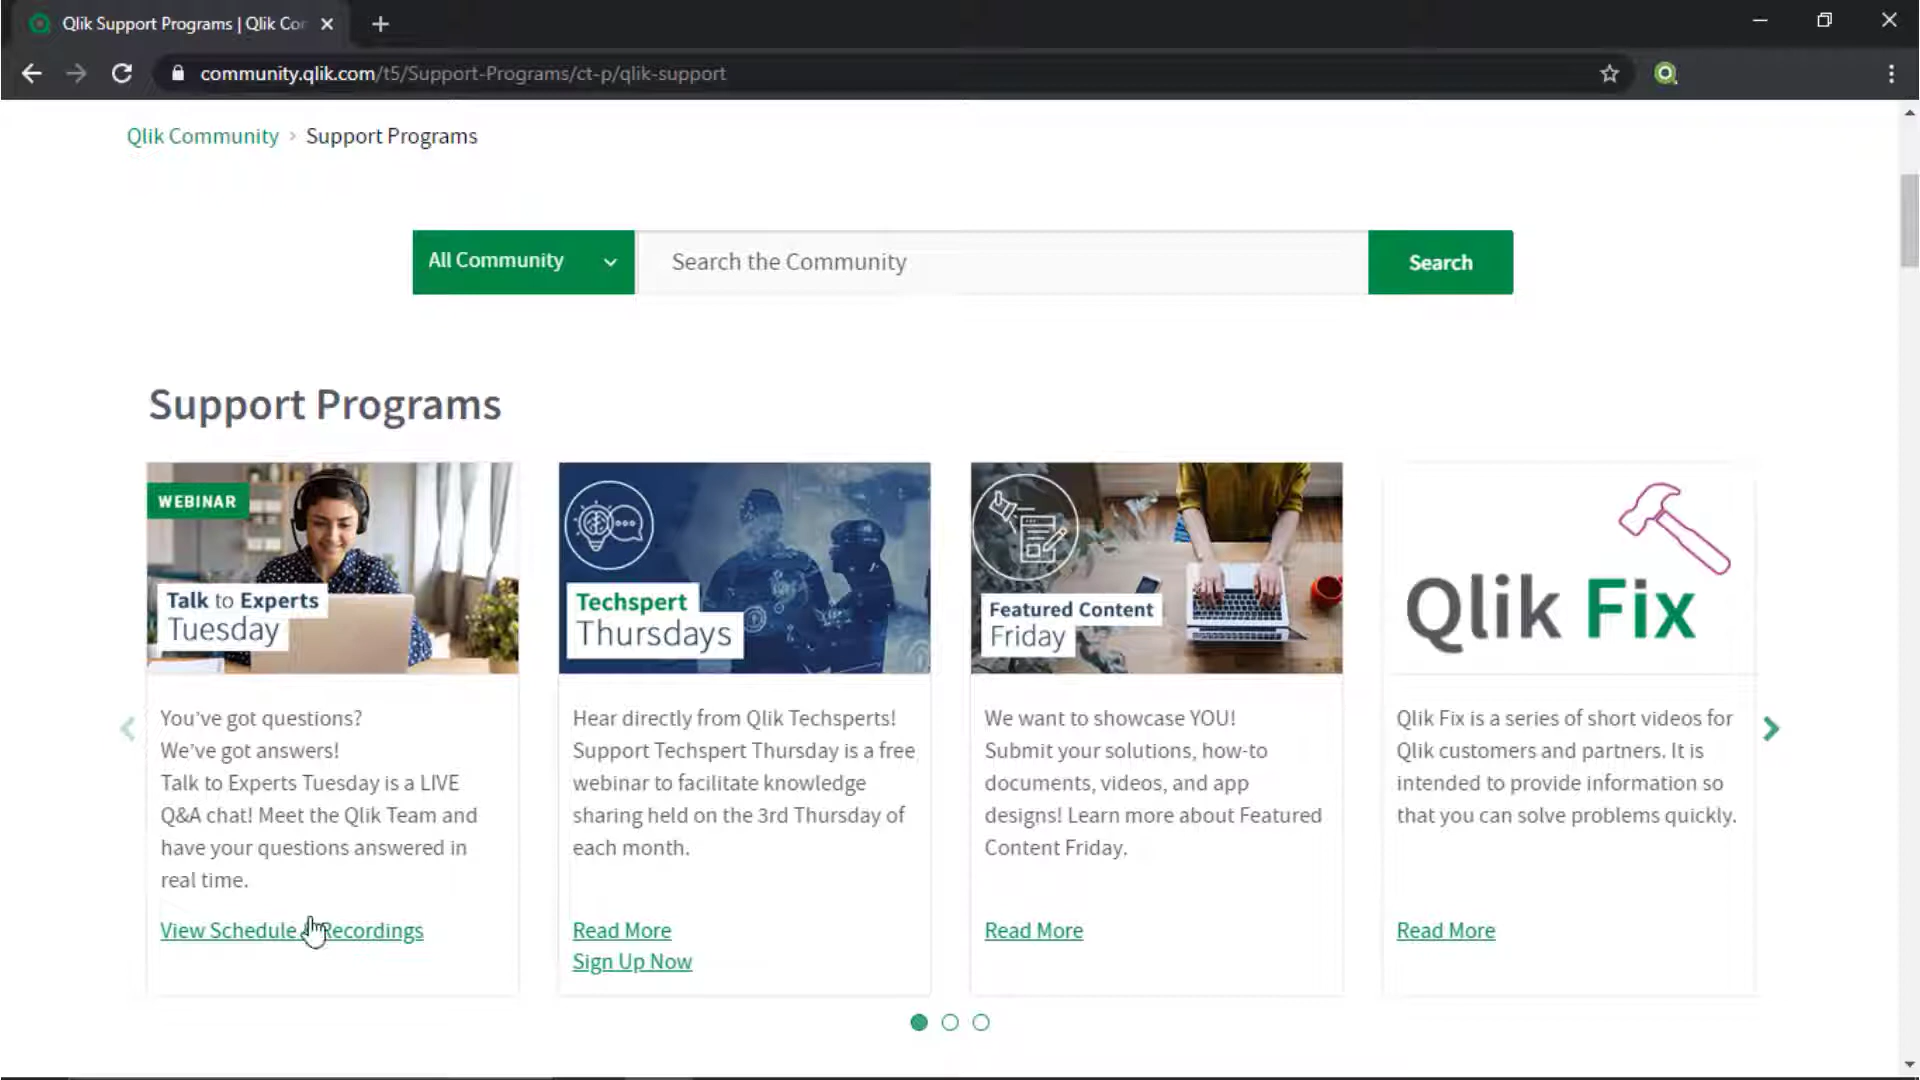 Qlik Support Programs | Qlik Co
community.qlik.com/t5/Support-Programs/ct-p/qlik-support
Qlik Community › Support Programs
All Community
Search the Community
Search
Support Programs
WEBINAR
Talk to Experts
Tuesday
You've got questions?
We've got answers!
Talk to Experts Tuesday is a LIVE
Q&A chat! Meet the Qlik Team and
have your questions answered in
real time.
View Schedule Recordings
Techspert
Thursdays
Hear directly from Qlik Techsperts!
Support Techspert Thursday is a free
webinar to facilitate knowledge
sharing held on the 3rd Thursday of
each month.
Read More
Sign Up Now
Featured Content
Friday
We want to showcase YOU!
Submit your solutions, how-to
documents, videos, and app
designs! Learn more about Featured
Content Friday.
Read More
Qlik Fix
Qlik Fix is a series of short videos for
Qlik customers and partners. It is
intended to provide information so
that you can solve problems quickly.
Read More